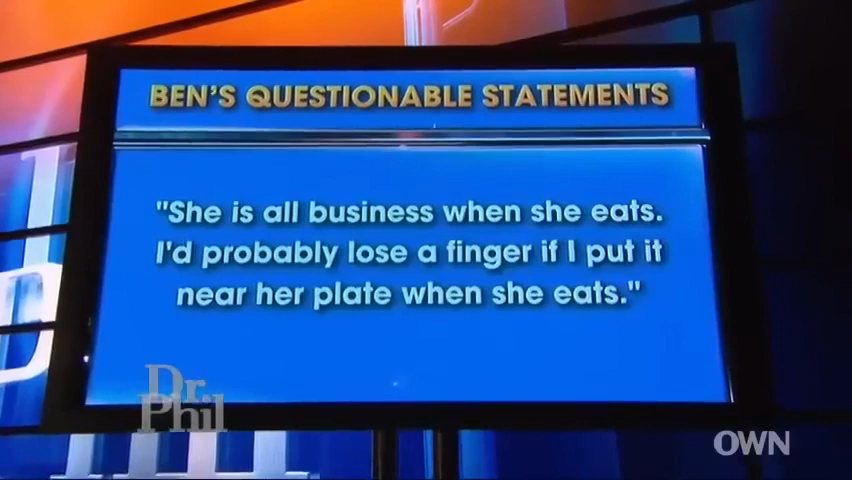 BEN'S QUESTIONABLE STATEMENTS
"She is all business when she eats.
I'd probably lose a finger if I put it
near her plate when she eats."
Dr.
Phil
OWN